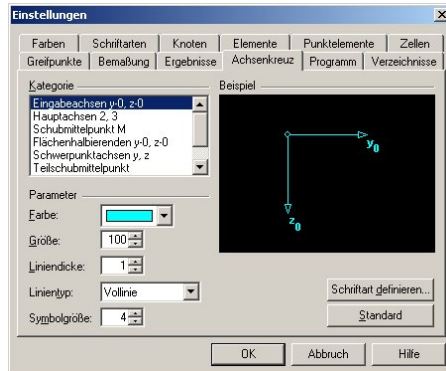 Einstellungen
Farben Schriftarten Knoten Elemente Punktelemente Zellen
Greifpunkte Bemaßung Ergebnisse Achsenkreuz Programm Verzeichnisse
Kategorie
Eingabeachsen y-0, z-0
Hauptachsen 2, 3
Schubmittelpunkt M
Flächenhalbierenden y-0, z-0
Schwerpunktachsen y, z
Teilschubmittelpunkt
Parameter
Farbe:
Größe: 100
Liniendicke: 1
Linientyp: Vollinie
Symbolgröße: 4
Beispiel
y0
z0
Schriftart definieren...
Standard
OK Abbruch Hilfe